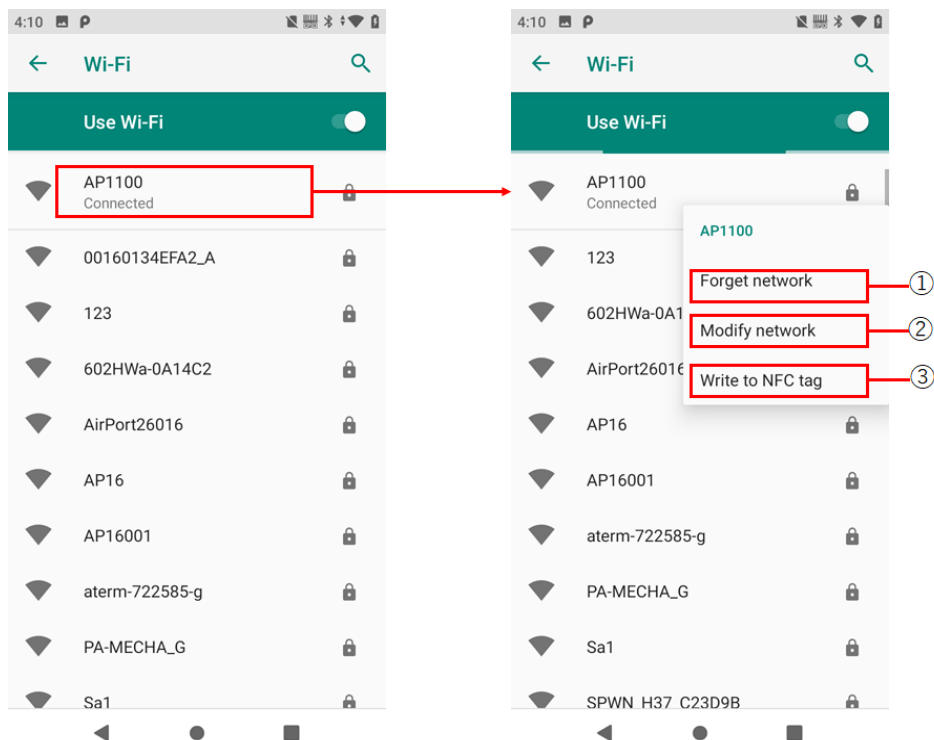 4:10
Wi-Fi
Use Wi-Fi
AP1100
Connected
00160134EFA2_A
123
602HWa-0A14C2
AirPort26016
AP16
AP16001
aterm-722585-g
PA-MECHA_G
Sa1
4:10
Wi-Fi
Use Wi-Fi
AP1100
Connected
AP1100
123
Forget network
①
602HWa-0A1
Modify network
②
AirPort26016
Write to NFC tag
③
AP16
AP16001
aterm-722585-g
PA-MECHA_G
Sa1
SPWN_H37_C23D9B